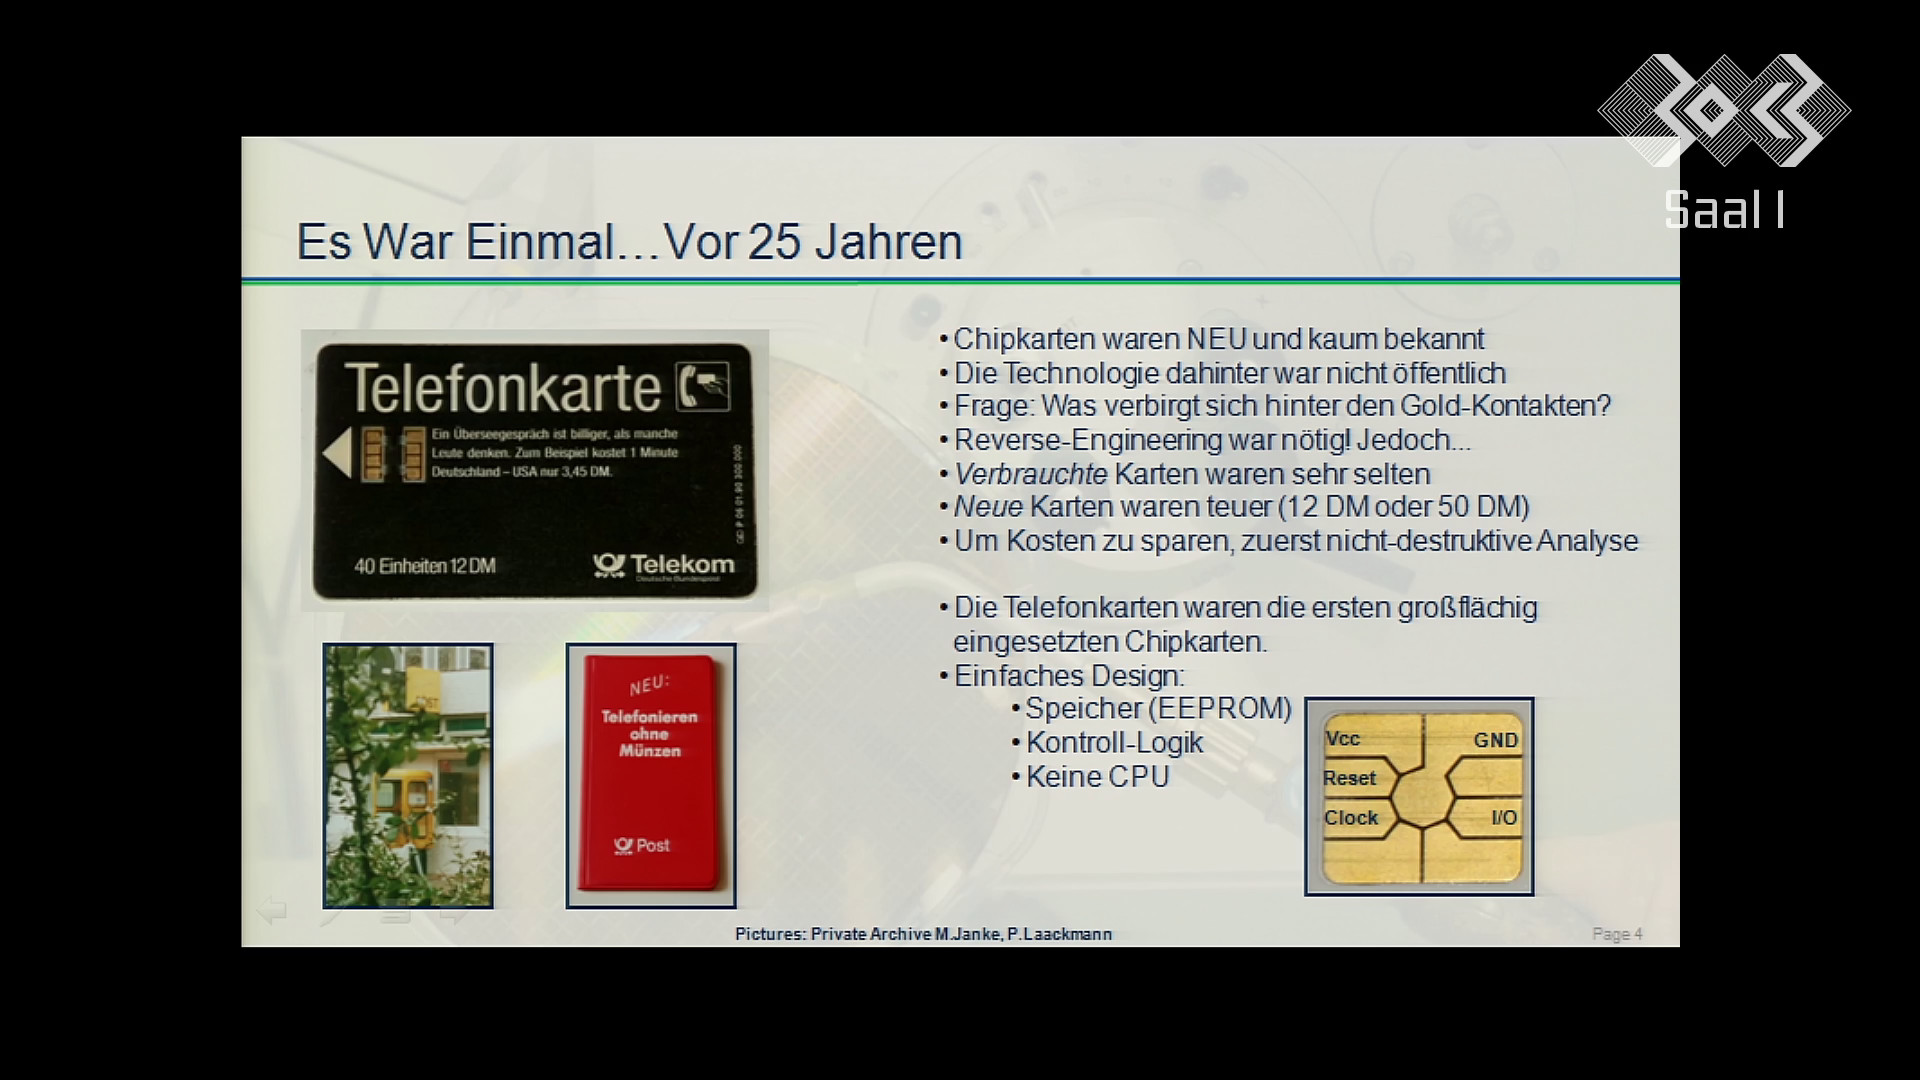 Saal 1
Es War Einmal...Vor 25 Jahren
Telefonkarte
Ein Überseegespräch ist billiger, als manche
Leute denken. Zum Beispiel kostet 1 Minute
Deutschland – USA nur 3,45 DM.
40 Einheiten 12 DM
Telekom
Deutsche Bundespost
NEU:
Telefonieren
ohne
Münzen
Post
• Chipkarten waren NEU und kaum bekannt
• Die Technologie dahinter war nicht öffentlich
• Frage: Was verbirgt sich hinter den Gold-Kontakten?
• Reverse-Engineering war nötig! Jedoch...
• Verbrauchte Karten waren sehr selten
• Neue Karten waren teuer (12 DM oder 50 DM)
• Um Kosten zu sparen, zuerst nicht-destruktive Analyse
• Die Telefonkarten waren die ersten großflächig
eingesetzten Chipkarten.
• Einfaches Design:
• Speicher (EEPROM)
• Kontroll-Logik
• Keine CPU
Vcc
GND
Reset
Clock
I/O
Pictures: Private Archive M.Janke, P.Laackmann
Page 4